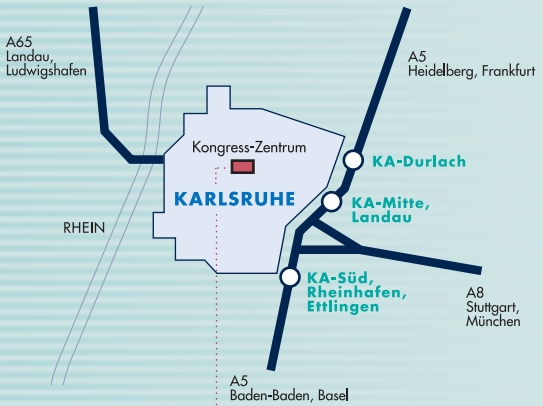 A65
Landau,
Ludwigshafen
A5
Heidelberg, Frankfurt
Kongress-Zentrum
KA-Durlach
KARLSRUHE
KA-Mitte,
Landau
RHEIN
KA-Süd,
Rheinhafen,
Ettlingen
A8
Stuttgart,
München
A5
Baden-Baden, Basel